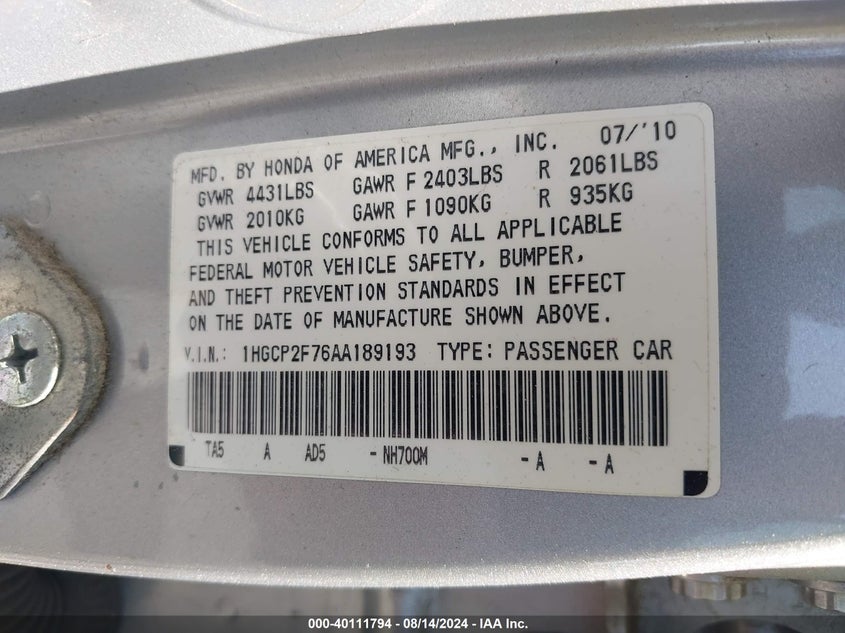 MFD. BY HONDA OF AMERICA MFG., INC. 07/'10
GVWR 4431LBS GAWR F 2403LBS R 2061LBS
GVWR 2010KG GAWR F 1090KG R 935KG
THIS VEHICLE CONFORMS TO ALL APPLICABLE
FEDERAL MOTOR VEHICLE SAFETY, BUMPER,
AND THEFT PREVENTION STANDARDS IN EFFECT
ON THE DATE OF MANUFACTURE SHOWN ABOVE.
V.I.N.: 1HGCP2F76AA189193 TYPE: PASSENGER CAR
TA5 A AD5 - NH700M - A - A
000-40111794 - 08/14/2024 - IAA Inc.